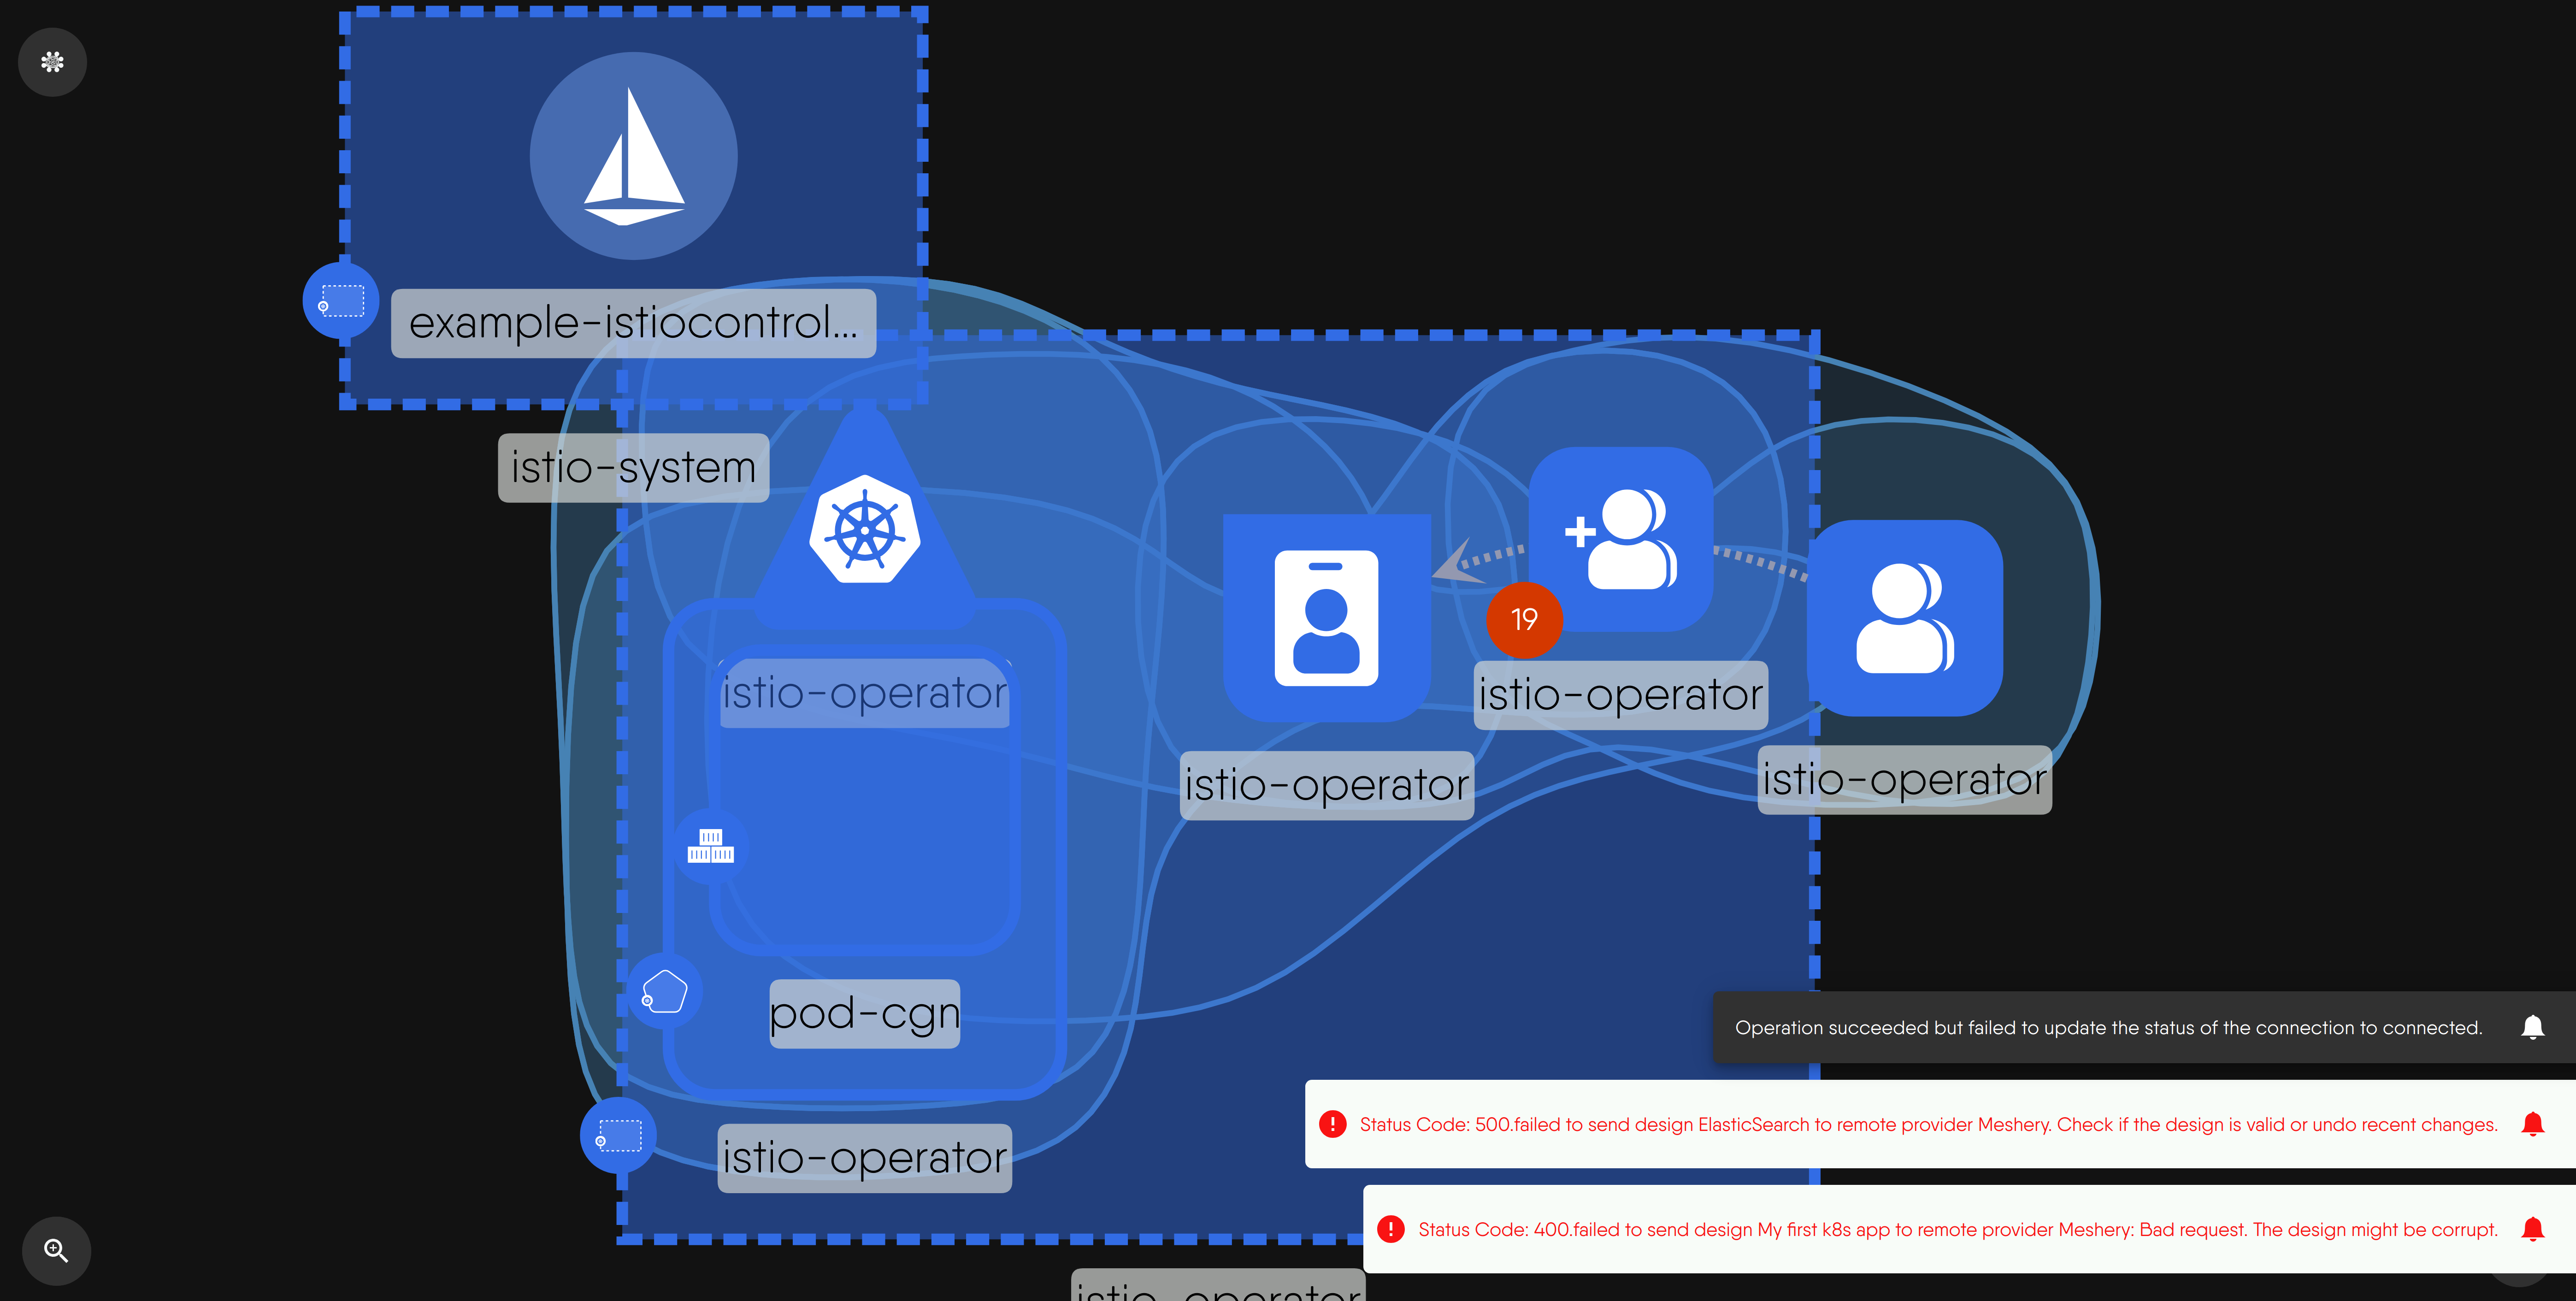 example-istiocontrol...
istio-system
istio-operator
19
istio-operator
istio-operator
istio-operator
pod-cgn
istio-operator
Operation succeeded but failed to update the status of the connection to connected.
Status Code: 500.failed to send design ElasticSearch to remote provider Meshery. Check if the design is valid or undo recent changes.
Status Code: 400.failed to send design My first k8s app to remote provider Meshery: Bad request. The design might be corrupt.
istio-operator